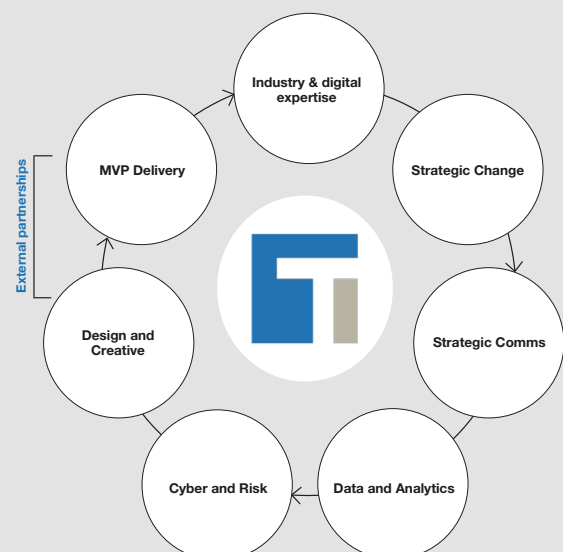 Industry & digital
expertise
MVP Delivery
Strategic Change
External partnerships
Design and
Creative
Strategic Comms
Cyber and Risk
Data and Analytics